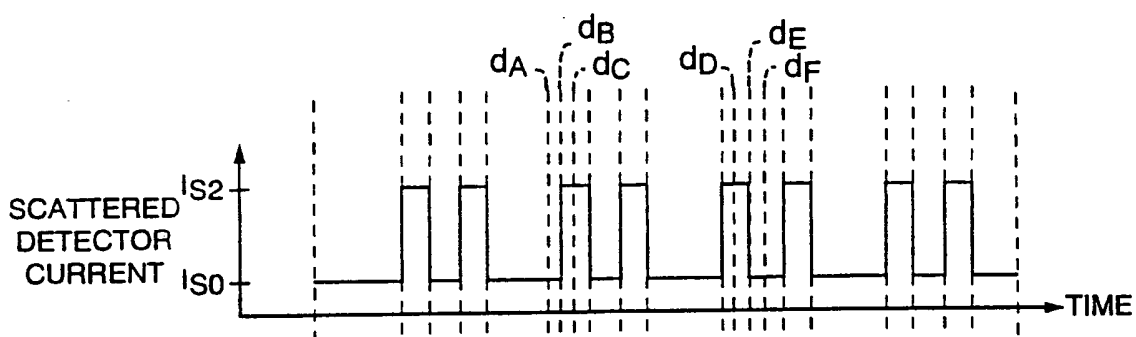 dB
dE
dA
dC
dD
dF
IS2
SCATTERED
DETECTOR
CURRENT
IS0
TIME